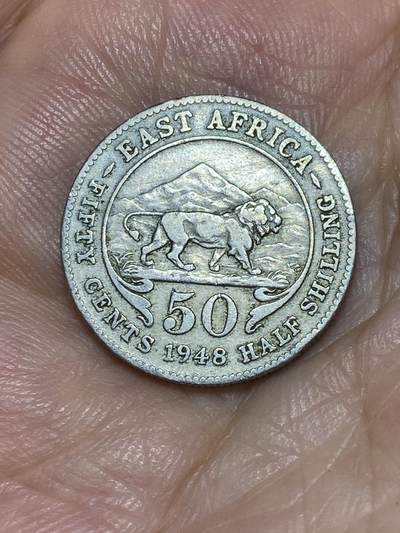 EAST AFRICA
FIFTY CENTS 1948 HALF SHILLING
50